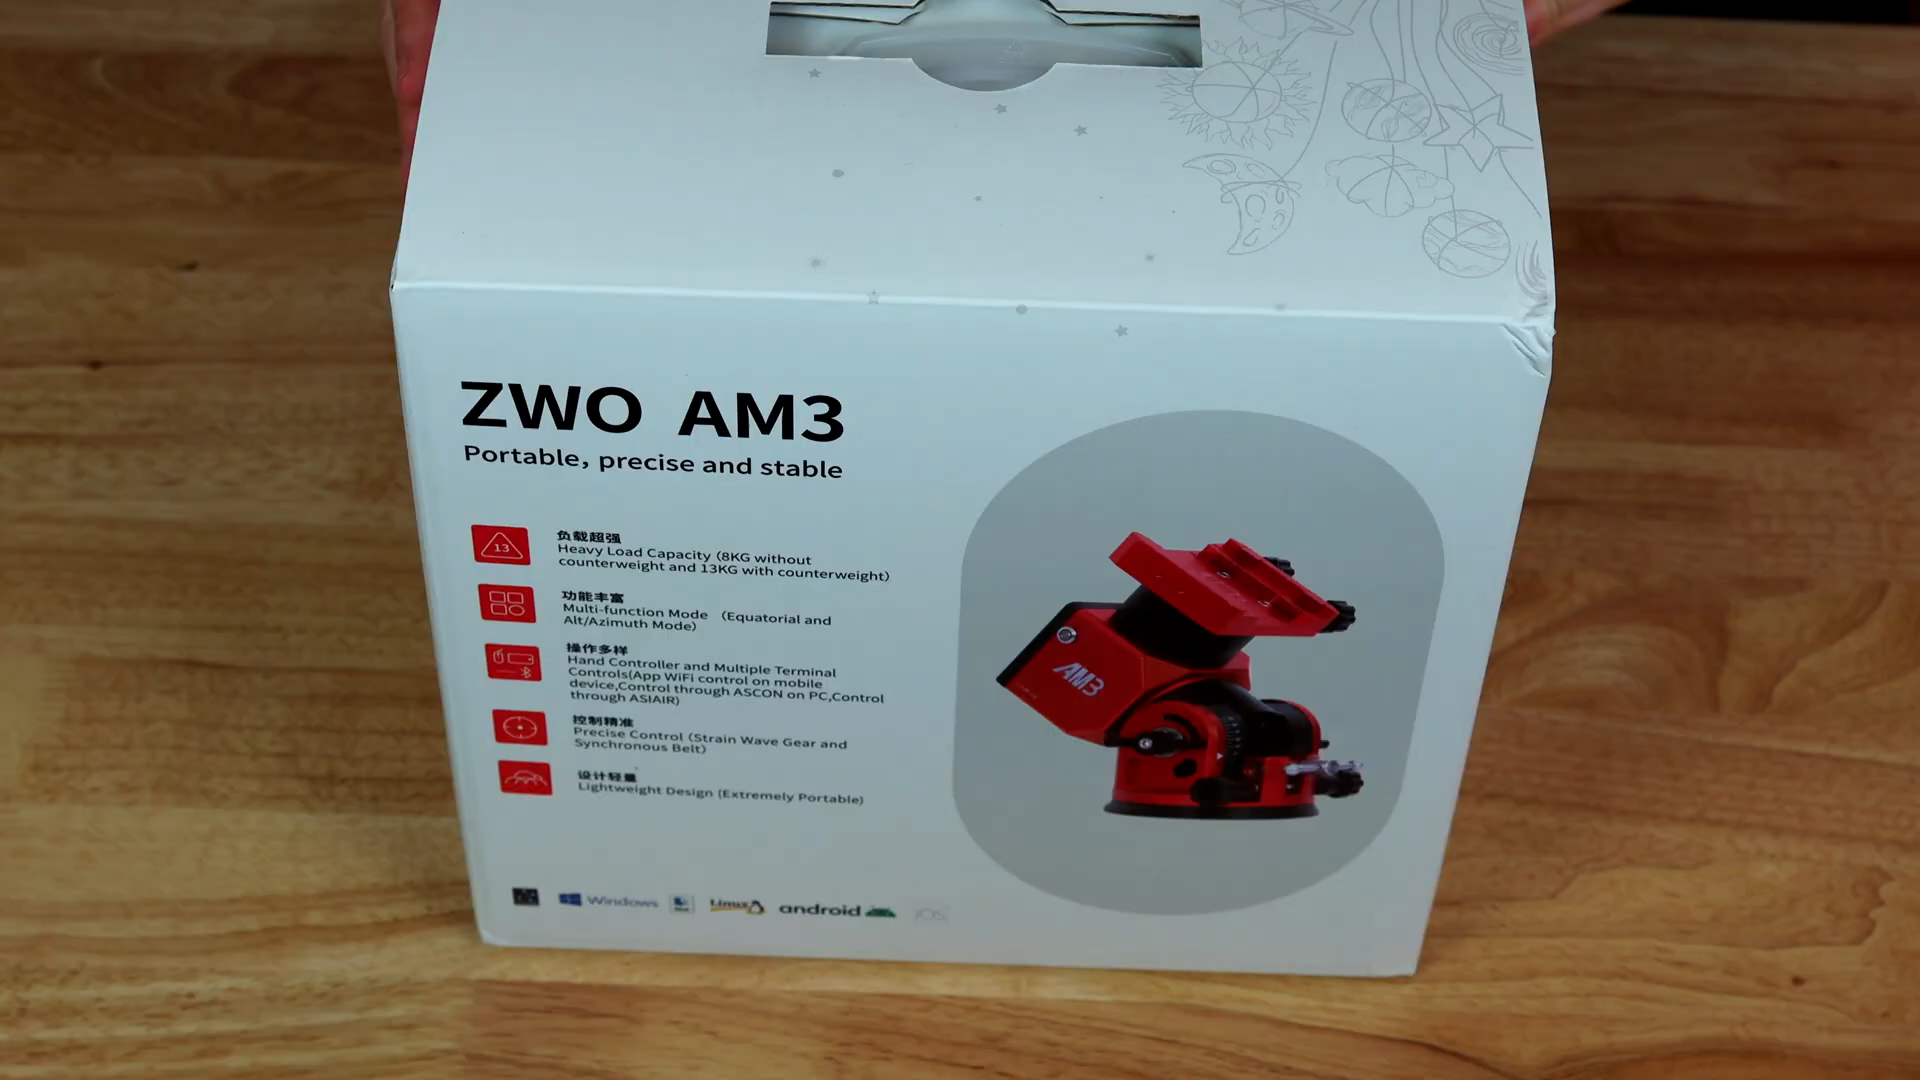 ZWO AM3
Portable, precise and stable
13
负载超强
Heavy Load Capacity (8KG without
counterweight and 13KG with counterweight)
功能丰富
Multi-function Mode (Equatorial and
Alt/Azimuth Mode)
操作多样
Hand Controller and Multiple Terminal
Controls(App WiFi control on mobile
device,Control through ASCON on PC,Control
through ASIAIR)
控制精准
Precise Control (Strain Wave Gear and
Synchronous Belt)
设计轻量
Lightweight Design (Extremely Portable)
AM3
Windows
Linux
android
iOS